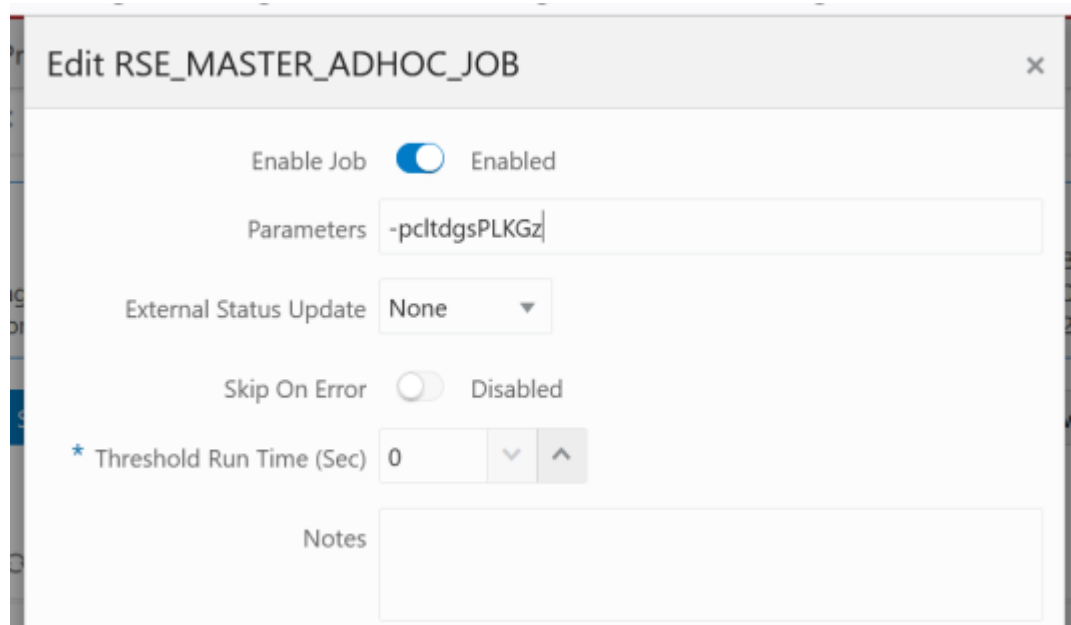 Edit RSE_MASTER_ADHOC_JOB ×
Enable Job Enabled
Parameters -pcltdgsPLKGz
External Status Update None
Skip On Error Disabled
* Threshold Run Time (Sec) 0
Notes